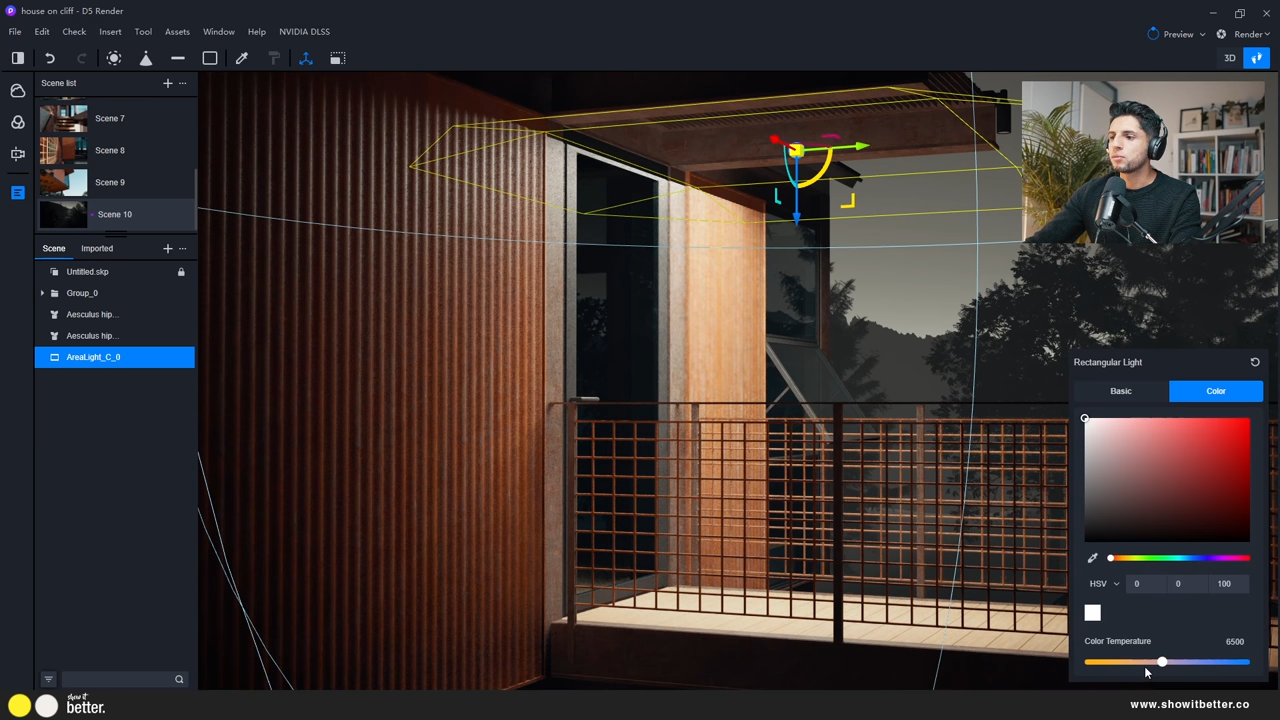 house on cliff - D5 Render
File Edit Check Insert Tool Assets Window Help NVIDIA DLSS
Preview Render
3D
Scene list
Scene 7
Scene 8
Scene 9
Scene 10
Scene Imported
Untitled.skp
Group_0
Aesculus hip...
Aesculus hip...
AreaLight_C_0
Rectangular Light
Basic Color
HSV 0 0 100
Color Temperature 6500
show it
better.
www.showitbetter.co